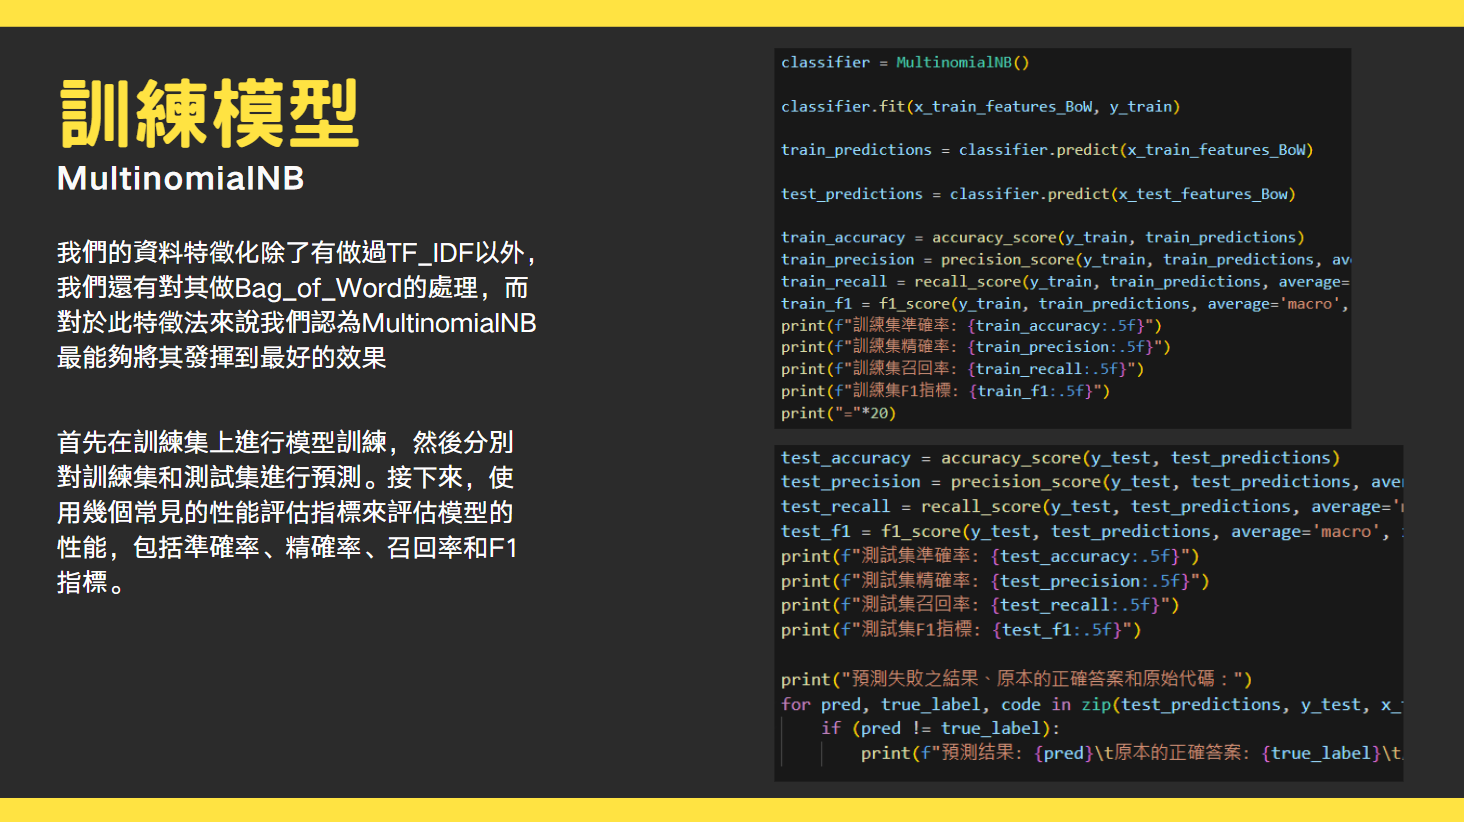 訓練模型
MultinomialNB
我們的資料特徵化除了有做過TF_IDF以外，
我們還有對其做Bag_of_Word的處理，而
對於此特徵法來說我們認為MultinomialNB
最能夠將其發揮到最好的效果
首先在訓練集上進行模型訓練，然後分別
對訓練集和測試集進行預測。接下來，使
用幾個常見的性能評估指標來評估模型的
性能，包括準確率、精確率、召回率和F1
指標。
classifier = MultinomialNB()
classifier.fit(x_train_features_BoW, y_train)
train_predictions = classifier.predict(x_train_features_BoW)
test_predictions = classifier.predict(x_test_features_Bow)
train_accuracy = accuracy_score(y_train, train_predictions)
train_precision = precision_score(y_train, train_predictions, av
train_recall = recall_score(y_train, train_predictions, average=
train_f1 = f1_score(y_train, train_predictions, average='macro',
print(f"訓練集準確率: {train_accuracy:.5f}")
print(f"訓練集精確率: {train_precision:.5f}")
print(f"訓練集召回率: {train_recall:.5f}")
print(f"訓練集F1指標: {train_f1:.5f}")
print("="*20)
test_accuracy = accuracy_score(y_test, test_predictions)
test_precision = precision_score(y_test, test_predictions, ave
test_recall = recall_score(y_test, test_predictions, average='
test_f1 = f1_score(y_test, test_predictions, average='macro',
print(f"測試集準確率: {test_accuracy:.5f}")
print(f"測試集精確率: {test_precision:.5f}")
print(f"測試集召回率: {test_recall:.5f}")
print(f"測試集F1指標: {test_f1:.5f}")
print("預測失敗之結果、原本的正確答案和原始代碼：")
for pred, true_label, code in zip(test_predictions, y_test, x_
if (pred != true_label):
print(f"預測结果: {pred}\t原本的正確答案: {true_label}\t